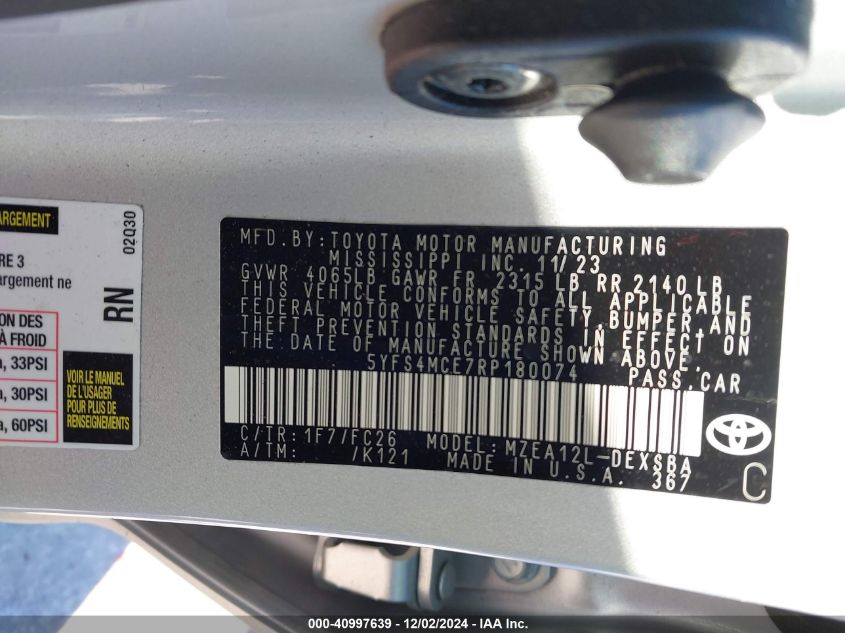 ARGEMENT
RE 3
argement ne
ION DES
À FROID
a, 33PSI
a, 30PSI
a, 60PSI
RN
02Q30
VOIR LE MANUEL
DE L'USAGER
POUR PLUS DE
RENSEIGNEMENTS
MFD.BY:TOYOTA MOTOR MANUFACTURING
MISSISSIPPI INC. 11/23
GVWR 4065LB GAWR FR 2315 LB RR 2140 LB
THIS VEHICLE CONFORMS TO ALL APPLICABLE
FEDERAL MOTOR VEHICLE SAFETY,BUMPER,AND
THEFT PREVENTION STANDARDS IN EFFECT ON
THE DATE OF MANUFACTURE SHOWN ABOVE.
5YFS4MCE7RP180074 PASS.CAR
C/TR:1F7/FC26 MODEL:MZEA12L-DEXSBA
A/TM: /K121 MADE IN U.S.A. 367
C
000-40997639 - 12/02/2024 - IAA Inc.